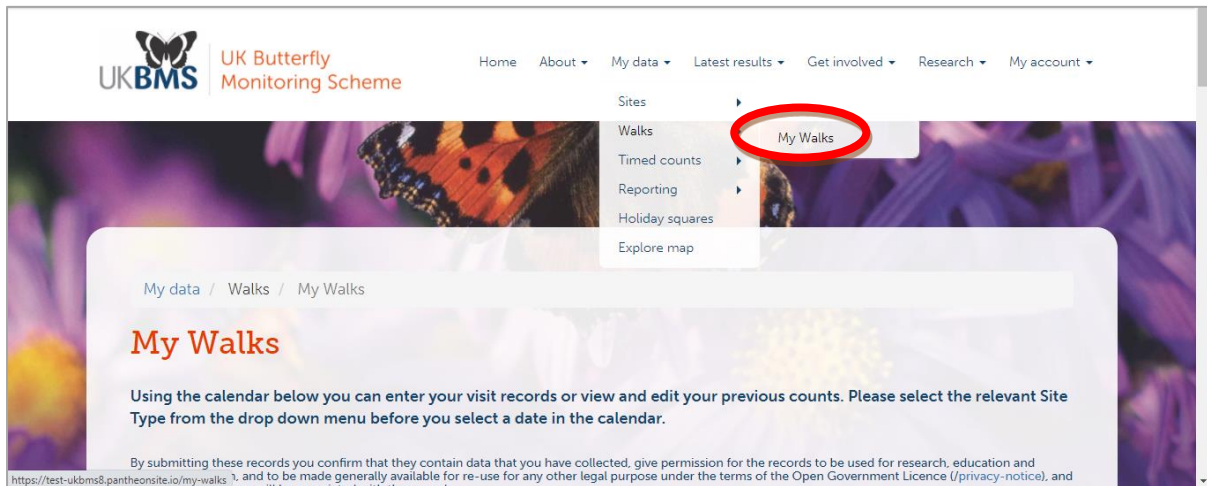 UKBMS
UK Butterfly
Monitoring Scheme
Home About My data Latest results Get involved Research My account
Sites
Walks
My Walks
Timed counts
Reporting
Holiday squares
Explore map
My data / Walks / My Walks
My Walks
Using the calendar below you can enter your visit records or view and edit your previous counts. Please select the relevant Site
Type from the drop down menu before you select a date in the calendar.
By submitting these records you confirm that they contain data that you have collected, give permission for the records to be used for research, education and
, and to be made generally available for re-use for any other legal purpose under the terms of the Open Government Licence (/privacy-notice), and
https://test-ukbms8.pantheonsite.io/my-walks